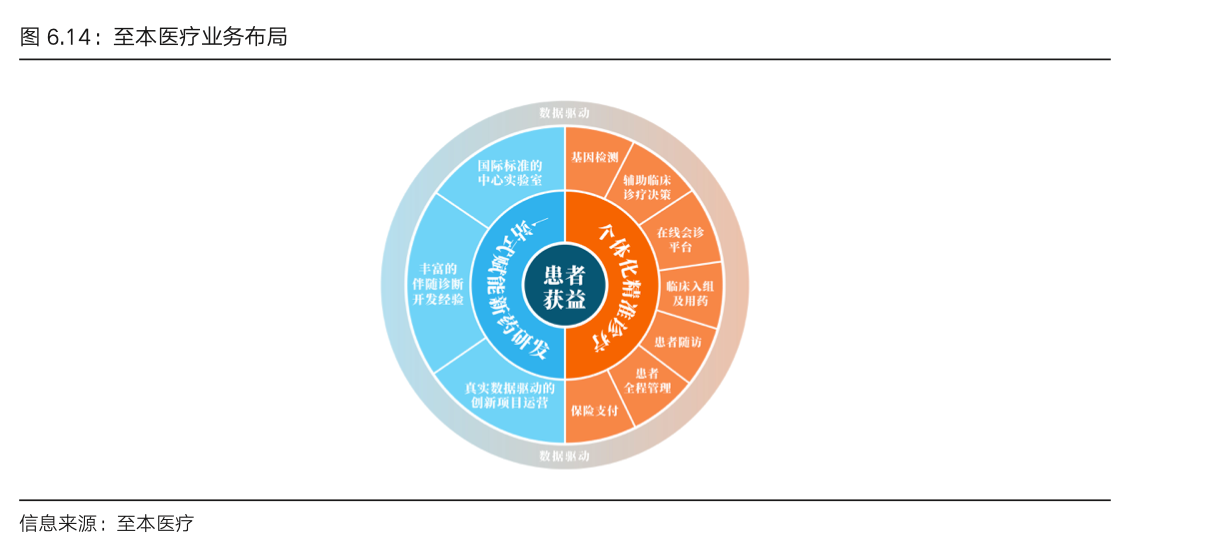 图 6.14：至本医疗业务布局
数据驱动
国际标准的
中心实验室
丰富的
伴随诊断
开发经验
真实数据驱动的
创新项目运营
一站式赋能新药研发
患者
获益
个体化精准诊疗
基因检测
辅助临床
诊疗决策
在线会诊
平台
临床入组
及用药
患者随访
患者
全程管理
保险支付
数据驱动
信息来源：至本医疗